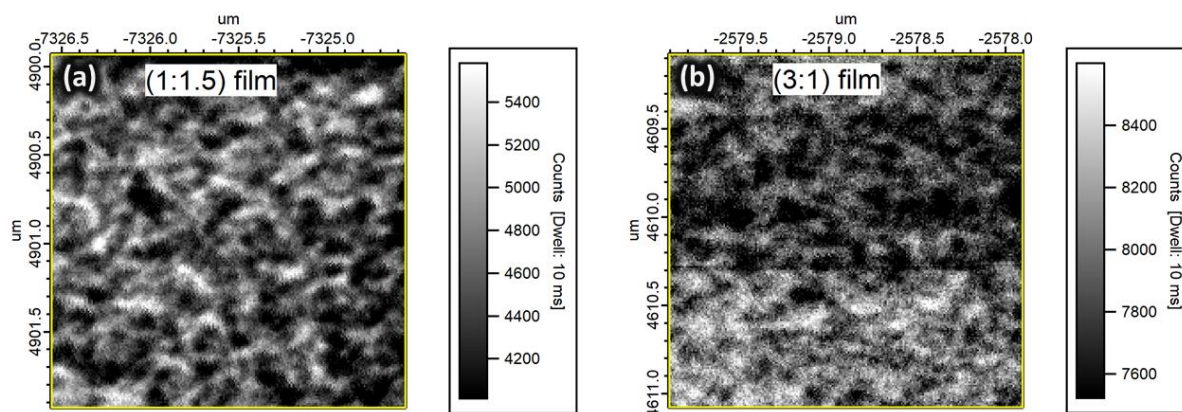 um
-7326.5 -7326.0 -7325.5 -7325.0
(a) (1:1.5) film
4900.0
4900.5
4901.0
4901.5
um
5400
5200
5000
4800
4600
4400
4200
Counts [Dwell: 10 ms]
um
-2579.5 -2579.0 -2578.5 -2578.0
(b) (3:1) film
4609.5
4610.0
4610.5
4611.0
um
8400
8200
8000
7800
7600
Counts [Dwell: 10 ms]